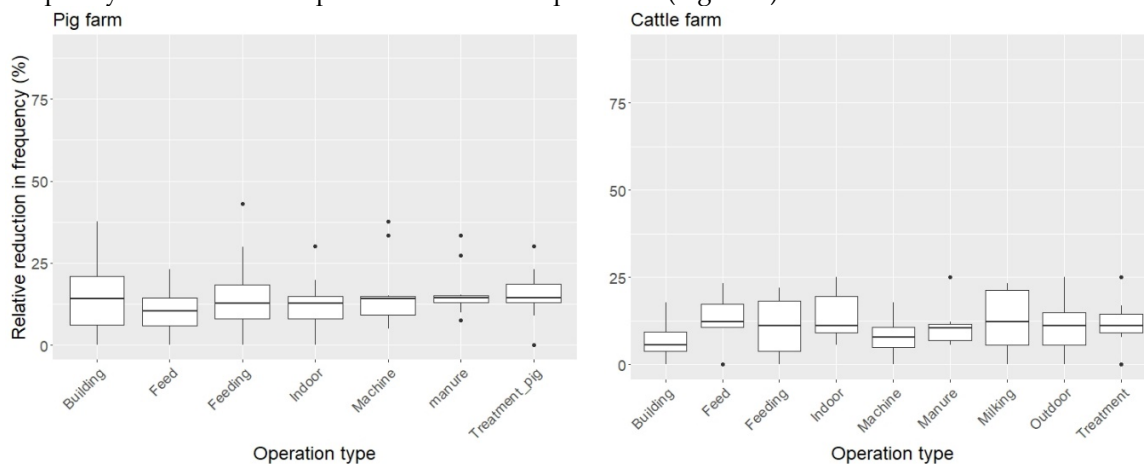 Pig farm
Relative reduction in frequency (%)
75
50
25
0
Building
Feed
Feeding
Indoor
Machine
manure
Treatment_pig
Operation type
Cattle farm
75
50
25
0
Building
Feed
Feeding
Indoor
Machine
Manure
Milking
Outdoor
Treatment
Operation type